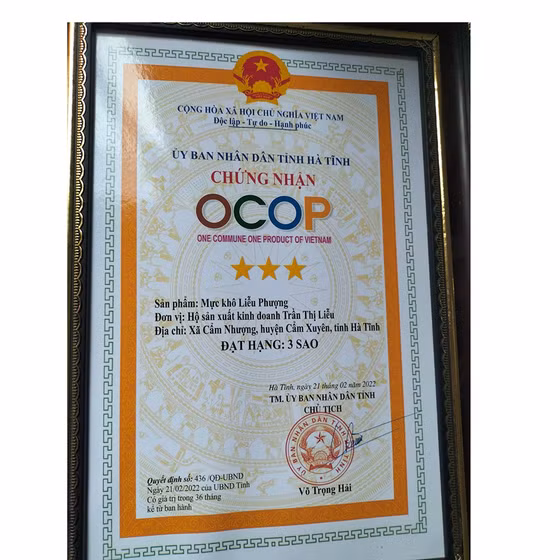 CỘNG HÒA XÃ HỘI CHỦ NGHĨA VIỆT NAM
Độc lập - Tự do - Hạnh phúc
ỦY BAN NHÂN DÂN TỈNH HÀ TĨNH
CHỨNG NHẬN
OCOP
ONE COMMUNE ONE PRODUCT OF VIETNAM
Sản phẩm: Mực khô Liễu Phượng
Đơn vị: Hộ sản xuất kinh doanh Trần Thị Liễu
Địa chỉ: Xã Cẩm Nhượng, huyện Cẩm Xuyên, tỉnh Hà Tĩnh
ĐẠT HẠNG: 3 SAO
Hà Tĩnh, ngày 21 tháng 02 năm 2022
TM. ỦY BAN NHÂN DÂN TỈNH
CHỦ TỊCH
Võ Trọng Hải
Quyết định số: 436 /QĐ-UBND
Ngày 21/02/2022 của UBND Tỉnh
Có giá trị trong 36 tháng
kể từ ban hành